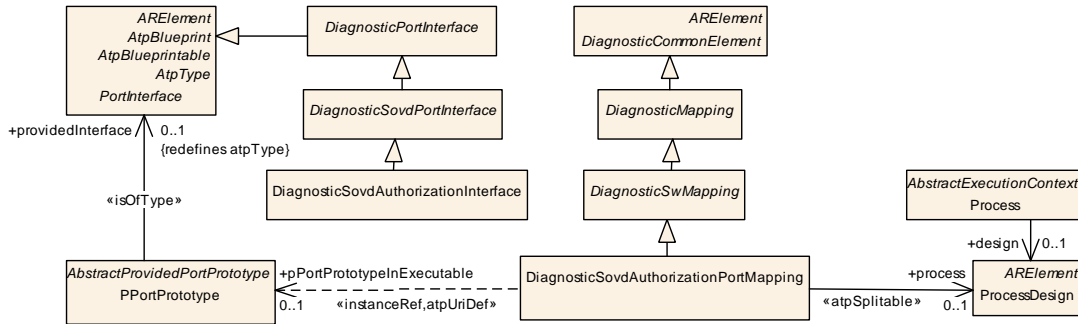 ARElement
AtpBlueprint
AtpBlueprintable
AtpType
PortInterface
DiagnosticPortInterface
ARElement
DiagnosticCommonElement
DiagnosticSovdPortInterface
DiagnosticMapping
+providedInterface
0..1
{redefines atpType}
DiagnosticSovdAuthorizationInterface
DiagnosticSwMapping
AbstractExecutionContext
Process
«isOfType»
+design
0..1
AbstractProvidedPortPrototype
PPortPrototype
+pPortPrototypeInExecutable
0..1
«instanceRef,atpUriDef»
DiagnosticSovdAuthorizationPortMapping
+process
«atpSplitable»
0..1
ARElement
ProcessDesign